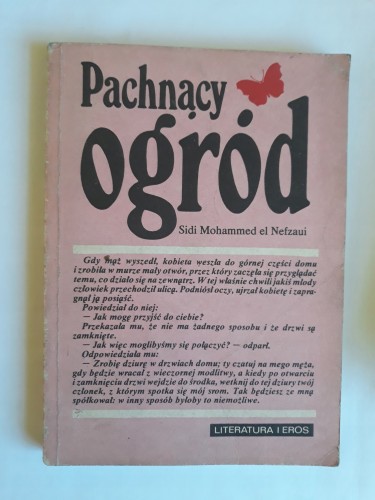 Pachnący
ogród
Sidi Mohammed el Nefzaui
Gdy mąż wyszedł, kobieta weszła do górnej części domu
i zrobiła w murze mały otwór, przez który zaczęła się przyglądać
temu, co działo się na zewnątrz. W tej właśnie chwili jakiś młody
człowiek przechodził ulicą. Podniósł oczy, ujrzał kobietę i zapra-
gnął ją posiąść.
Powiedział do niej:
— Jak mogę przyjść do ciebie?
Przekazała mu, że nie ma żadnego sposobu i że drzwi są
zamknięte.
— Jak więc moglibyśmy się połączyć? — odparł.
Odpowiedziała mu:
— Zrobię dziurę w drzwiach domu; ty czatuj na mego męża,
gdy będzie wracał z wieczornej modlitwy, a kiedy po otwarciu
i zamknięciu drzwi wejdzie do środka, wetknij do tej dziury twój
członek, z którym spotka się mój srom. Tak będziesz ze mną
spółkował: w inny sposób byłoby to niemożliwe.
LITERATURA I EROS